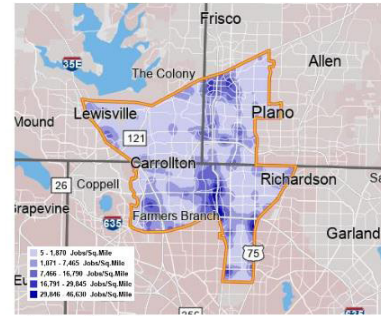 Frisco
35E
Allen
The Colony
Lewisville
Plano
Mound
121
Carrollton
26
Coppell
Richardson
Grapevine
635
Farmers Branch
75
Garland
5 - 1,870 Jobs/Sq.Mile
1,871 - 7,465 Jobs/Sq.Mile
7,466 - 16,790 Jobs/Sq.Mile
16,791 - 29,845 Jobs/Sq.Mile
29,846 - 46,630 Jobs/Sq.Mile
Eu